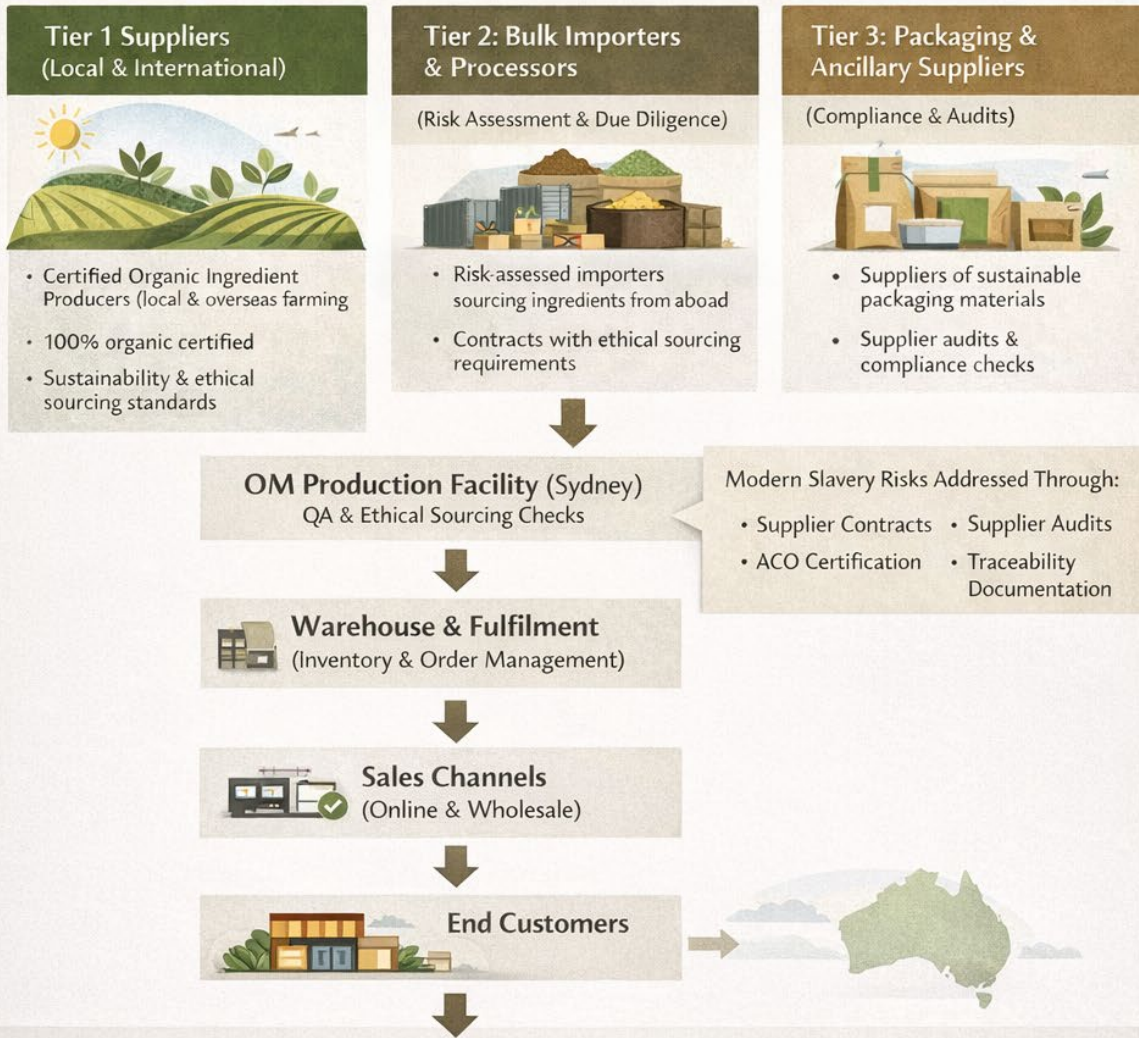 Tier 1 Suppliers
(Local & International)
• Certified Organic Ingredient
Producers (local & overseas farming
• 100% organic certified
• Sustainability & ethical
sourcing standards
Tier 2: Bulk Importers
& Processors
(Risk Assessment & Due Diligence)
• Risk-assessed importers
sourcing ingredients from aboad
• Contracts with ethical sourcing
requirements
Tier 3: Packaging &
Ancillary Suppliers
(Compliance & Audits)
• Suppliers of sustainable
packaging materials
• Supplier audits &
compliance checks
OM Production Facility (Sydney)
QA & Ethical Sourcing Checks
Modern Slavery Risks Addressed Through:
• Supplier Contracts • Supplier Audits
• ACO Certification • Traceability
Documentation
Warehouse & Fulfilment
(Inventory & Order Management)
Sales Channels
(Online & Wholesale)
End Customers